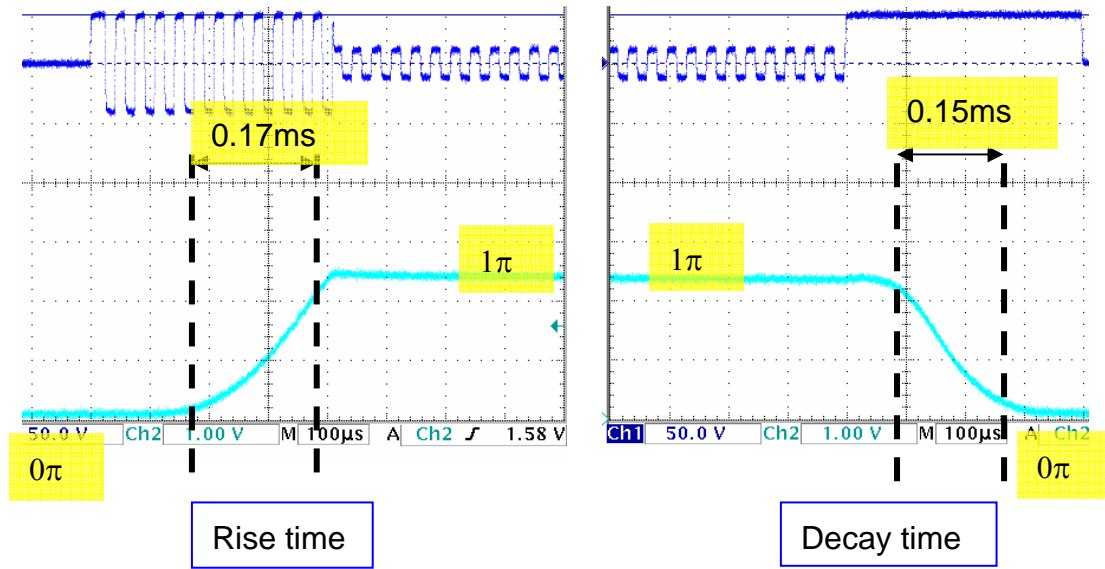 0.17ms
1π
50.0 V Ch2 1.00 V M 100µs A Ch2 1.58 V
0π
Rise time
0.15ms
1π
Ch1 50.0 V Ch2 1.00 V M 100µs A Ch2
0π
Decay time